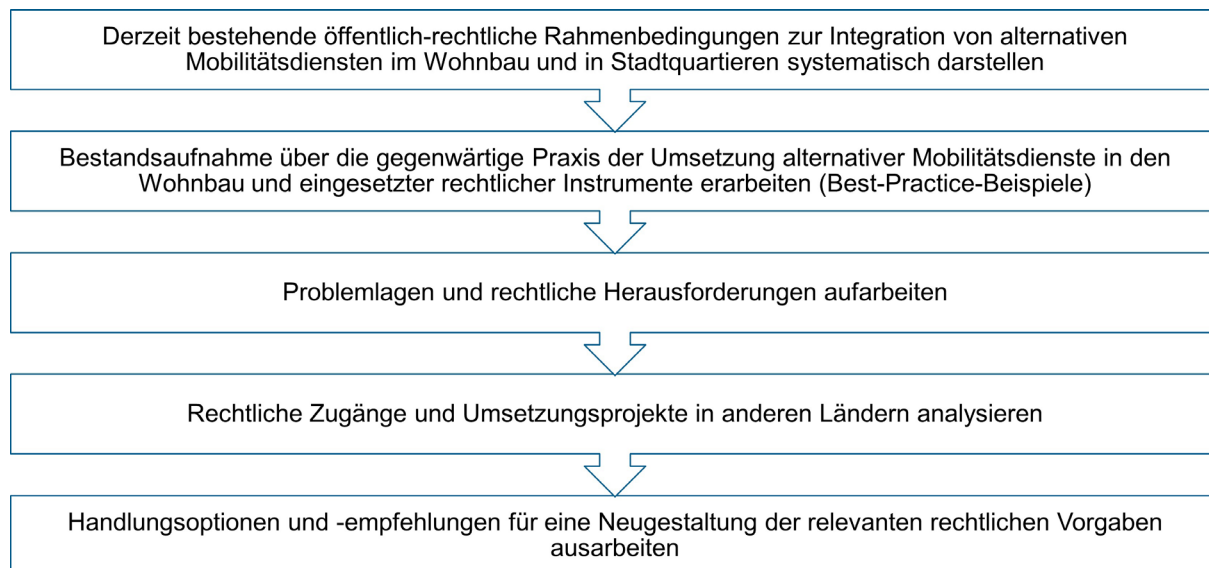 Derzeit bestehende öffentlich-rechtliche Rahmenbedingungen zur Integration von alternativen
Mobilitätsdiensten im Wohnbau und in Stadtquartieren systematisch darstellen
Bestandsaufnahme über die gegenwärtige Praxis der Umsetzung alternativer Mobilitätsdienste in den
Wohnbau und eingesetzter rechtlicher Instrumente erarbeiten (Best-Practice-Beispiele)
Problemlagen und rechtliche Herausforderungen aufarbeiten
Rechtliche Zugänge und Umsetzungsprojekte in anderen Ländern analysieren
Handlungsoptionen und -empfehlungen für eine Neugestaltung der relevanten rechtlichen Vorgaben
ausarbeiten